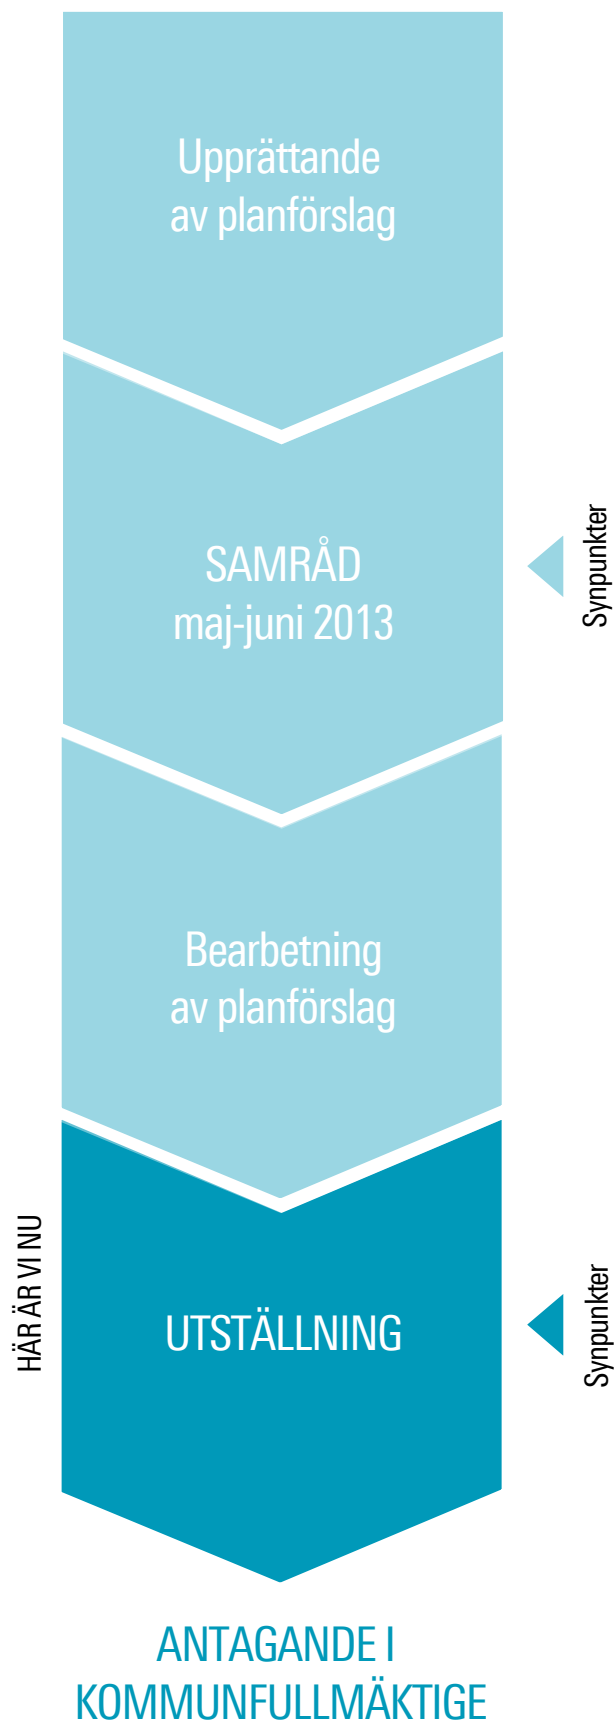 Upprättande
av planförslag
SAMRÅD
maj-juni 2013
Synpunkter
Bearbetning
av planförslag
HÄR ÄR VI NU
UTSTÄLLNING
Synpunkter
ANTAGANDE I
KOMMUNFULLMÄKTIGE